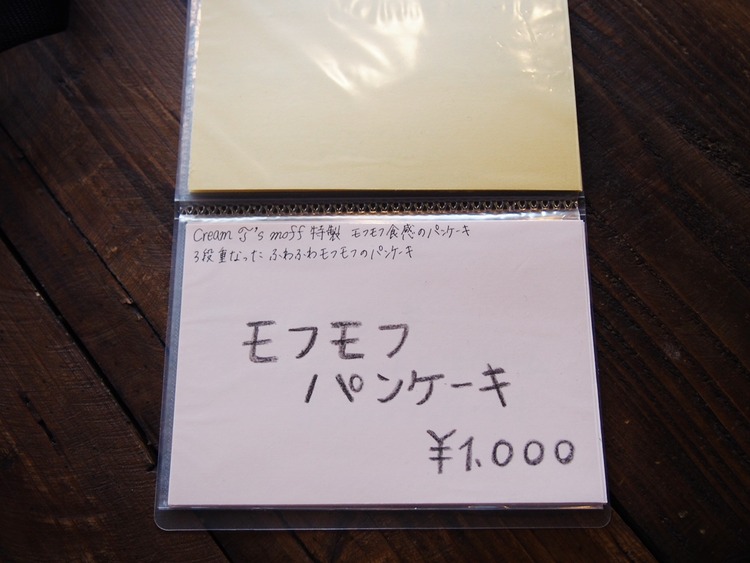 Cream T's moff 特製 モフモフ食感のパンケーキ
3段重なった ふわふわモフモフのパンケーキ
モフモフ
パンケーキ
¥1.000